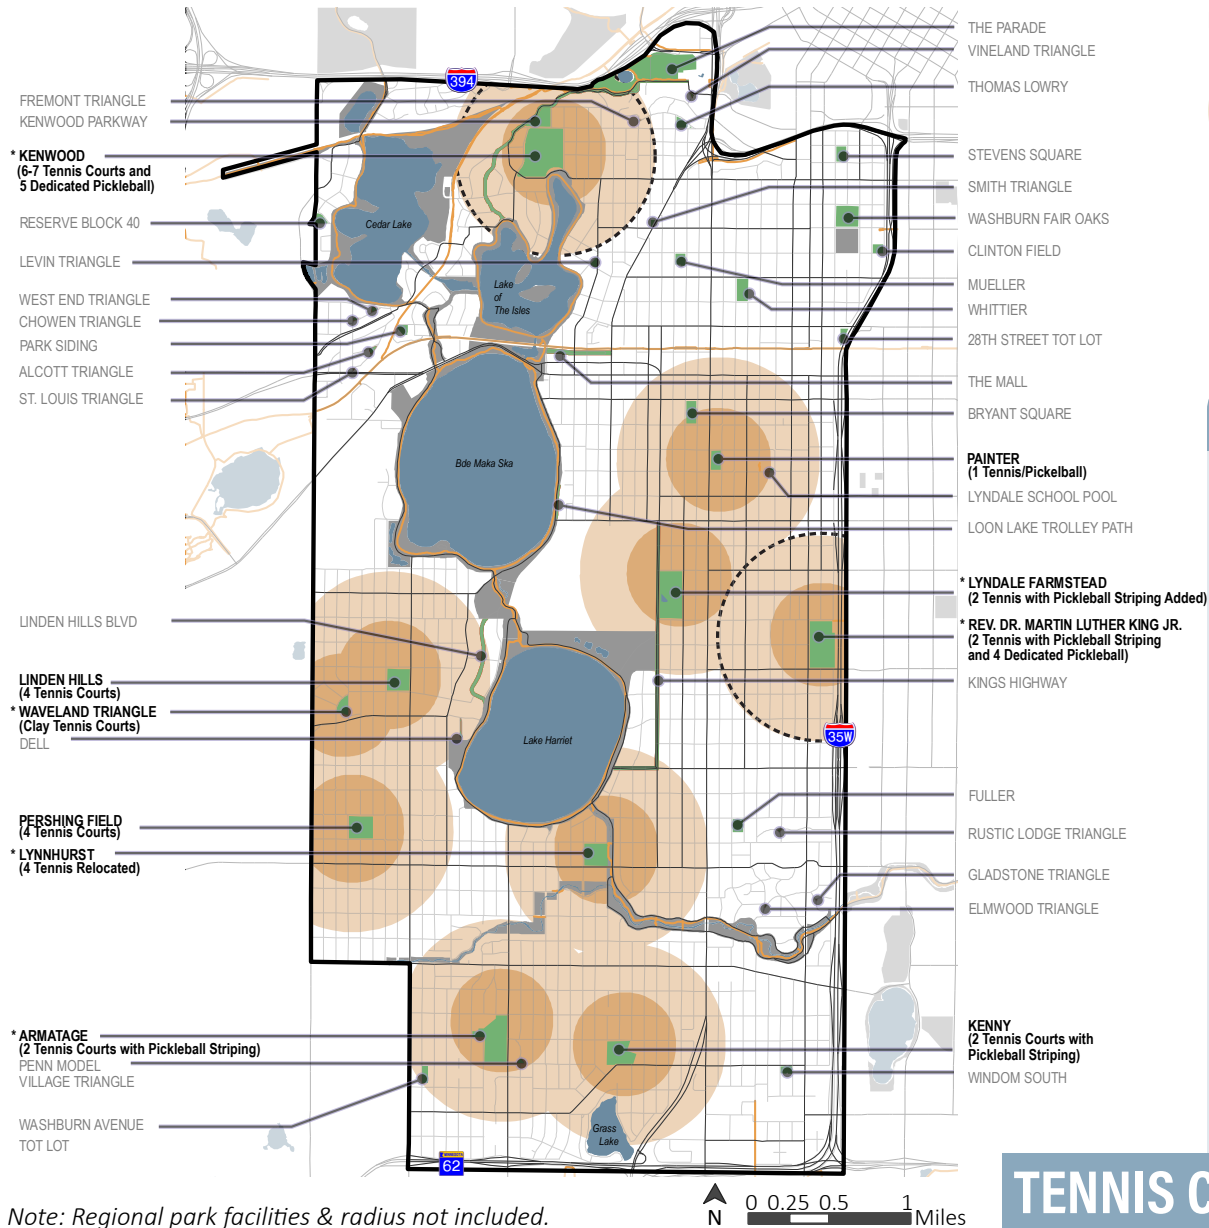 394
FREMONT TRIANGLE
KENWOOD PARKWAY
* KENWOOD
(6-7 Tennis Courts and
5 Dedicated Pickleball)
RESERVE BLOCK 40
LEVIN TRIANGLE
WEST END TRIANGLE
CHOWEN TRIANGLE
PARK SIDING
ALCOTT TRIANGLE
ST. LOUIS TRIANGLE
LINDEN HILLS BLVD
LINDEN HILLS
(4 Tennis Courts)
* WAVELAND TRIANGLE
(Clay Tennis Courts)
DELL
PERSHING FIELD
(4 Tennis Courts)
* LYNNHURST
(4 Tennis Relocated)
* ARMATAGE
(2 Tennis Courts with Pickleball Striping)
PENN MODEL
VILLAGE TRIANGLE
WASHBURN AVENUE
TOT LOT
Cedar Lake
Lake
of
The Isles
Bde Maka Ska
Lake Harriet
Grass
Lake
35W
62
THE PARADE
VINELAND TRIANGLE
THOMAS LOWRY
STEVENS SQUARE
SMITH TRIANGLE
WASHBURN FAIR OAKS
CLINTON FIELD
MUELLER
WHITTIER
28TH STREET TOT LOT
THE MALL
BRYANT SQUARE
PAINTER
(1 Tennis/Pickelball)
LYNDALE SCHOOL POOL
LOON LAKE TROLLEY PATH
* LYNDALE FARMSTEAD
(2 Tennis with Pickleball Striping Added)
* REV. DR. MARTIN LUTHER KING JR.
(2 Tennis with Pickleball Striping
and 4 Dedicated Pickleball)
KINGS HIGHWAY
FULLER
RUSTIC LODGE TRIANGLE
GLADSTONE TRIANGLE
ELMWOOD TRIANGLE
KENNY
(2 Tennis Courts with
Pickleball Striping)
WINDOM SOUTH
TENNIS C
Note: Regional park facilities & radius not included.
N
0 0.25 0.5 1
Miles